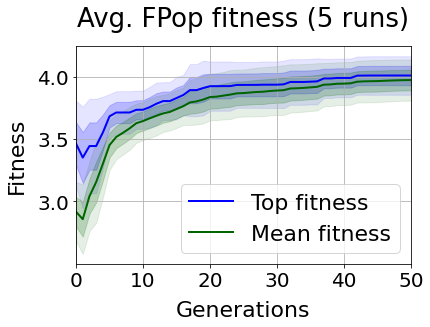 Avg. FPop fitness (5 runs)
4.0
3.5
3.0
Fitness
Top fitness
Mean fitness
0 10 20 30 40 50
Generations